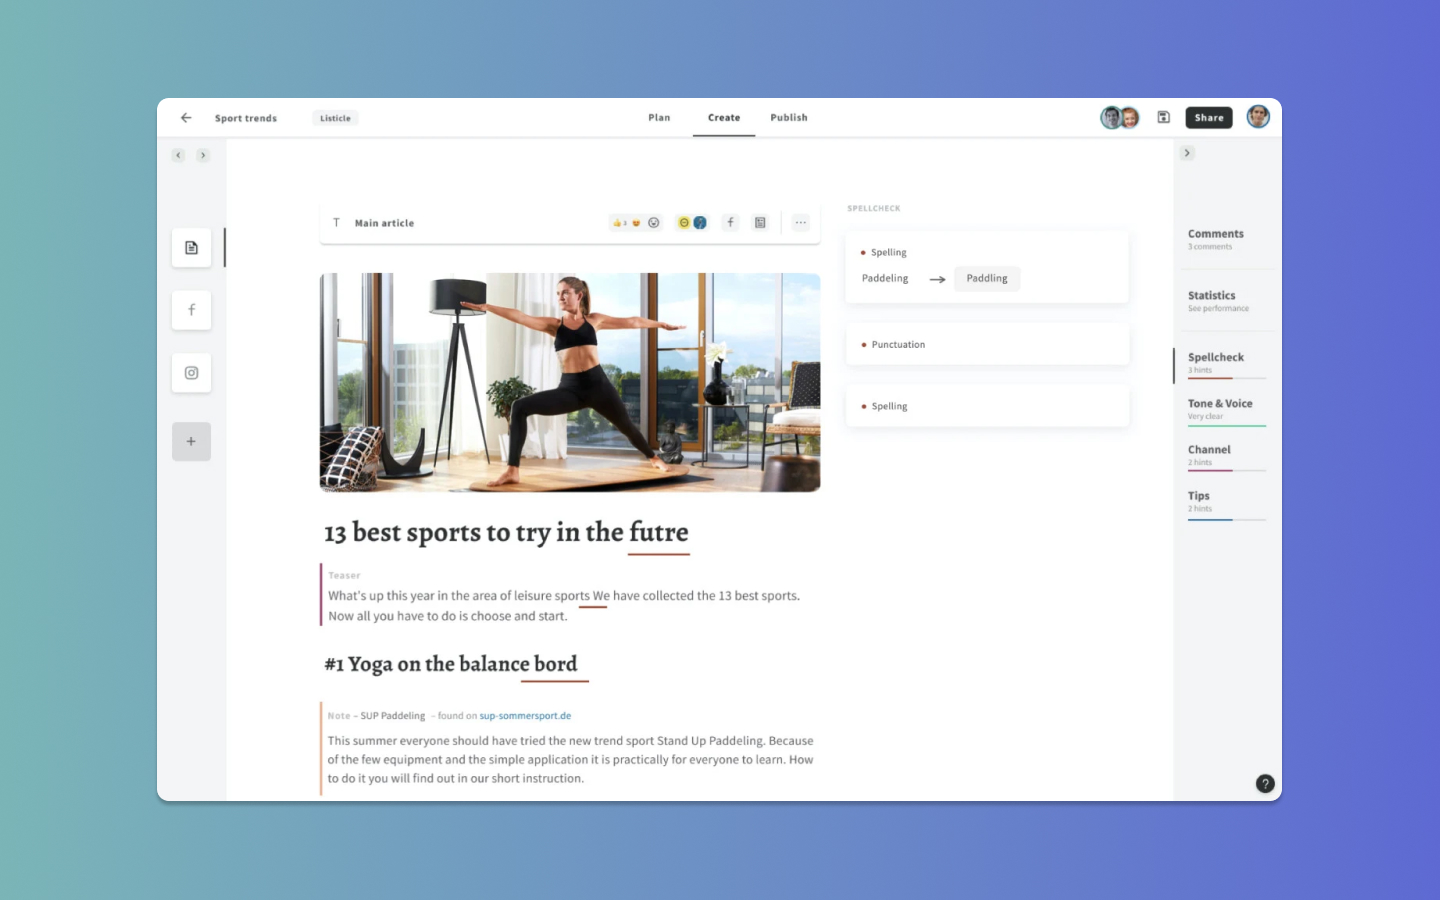 Sport trends
Listicle
Plan
Create
Publish
Share
T Main article
3
SPELLCHECK
Spelling
Paddeling → Paddling
Punctuation
Spelling
Comments
3 comments
Statistics
See performance
Spellcheck
3 hints
Tone & Voice
Very clear
Channel
2 hints
Tips
2 hints
13 best sports to try in the futre
Teaser
What's up this year in the area of leisure sports We have collected the 13 best sports.
Now all you have to do is choose and start.
#1 Yoga on the balance bord
Note – SUP Paddeling – found on sup-sommersport.de
This summer everyone should have tried the new trend sport Stand Up Paddeling. Because
of the few equipment and the simple application it is practically for everyone to learn. How
to do it you will find out in our short instruction.
?